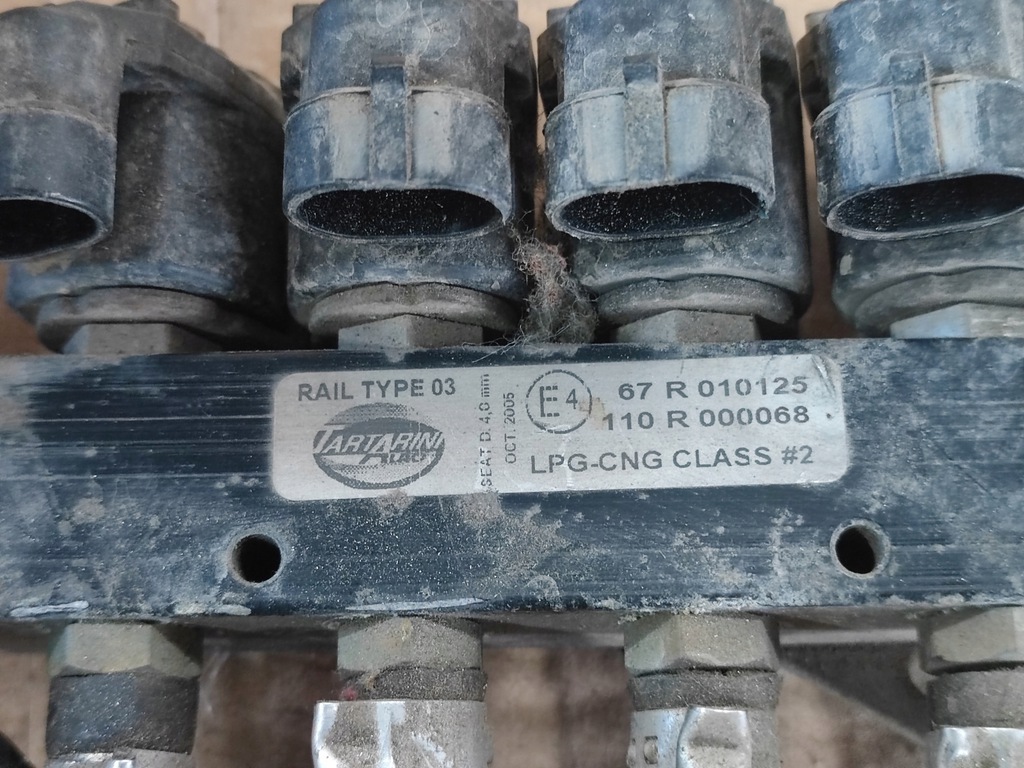 RAIL TYPE 03
TARTARINI
SEAT D. 4,0 mm
OCT. 2005
E4
67 R 010125
110 R 000068
LPG-CNG CLASS #2